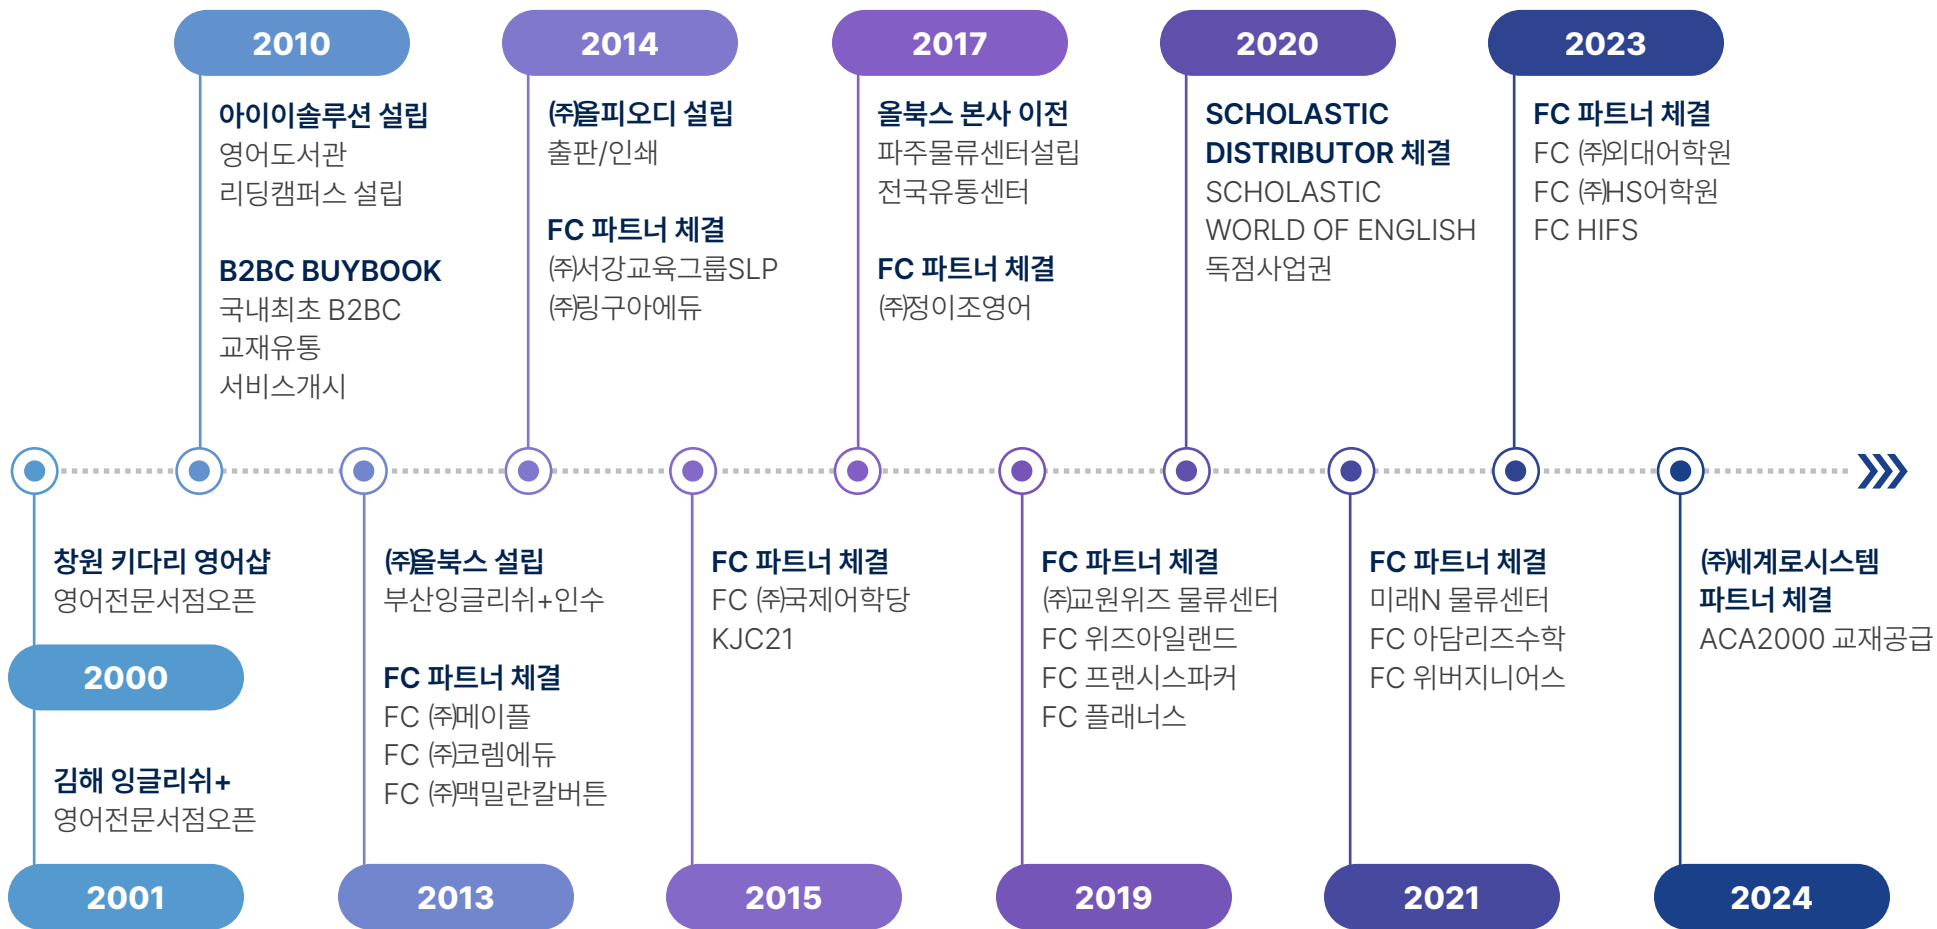 2010
아이이솔루션 설립
영어도서관
리딩캠퍼스 설립
B2BC BUYBOOK
국내최초 B2BC
교재유통
서비스개시
2014
㈜올피오디 설립
출판/인쇄
FC 파트너 체결
㈜서강교육그룹SLP
㈜링구아에듀
2017
올북스 본사 이전
파주물류센터설립
전국유통센터
FC 파트너 체결
㈜정이조영어
2020
SCHOLASTIC
DISTRIBUTOR 체결
SCHOLASTIC
WORLD OF ENGLISH
독점사업권
2023
FC 파트너 체결
FC ㈜외대어학원
FC ㈜HS어학원
FC HIFS
창원 키다리 영어샵
영어전문서점오픈
2000
김해 잉글리쉬+
영어전문서점오픈
2001
㈜올북스 설립
부산잉글리쉬+인수
FC 파트너 체결
FC ㈜메이플
FC ㈜코렘에듀
FC ㈜맥밀란칼버튼
2013
FC 파트너 체결
FC ㈜국제어학당
KJC21
2015
FC 파트너 체결
㈜교원위즈 물류센터
FC 위즈아일랜드
FC 프랜시스파커
FC 플래너스
2019
FC 파트너 체결
미래N 물류센터
FC 아담리즈수학
FC 위버지니어스
2021
㈜세계로시스템
파트너 체결
ACA2000 교재공급
2024